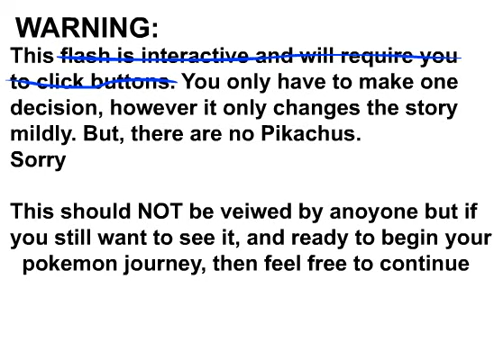 WARNING:
This flash is interactive and will require you
to click buttons. You only have to make one
decision, however it only changes the story
mildly. But, there are no Pikachus.
Sorry
This should NOT be veiwed by anoyone but if
you still want to see it, and ready to begin your
pokemon journey, then feel free to continue